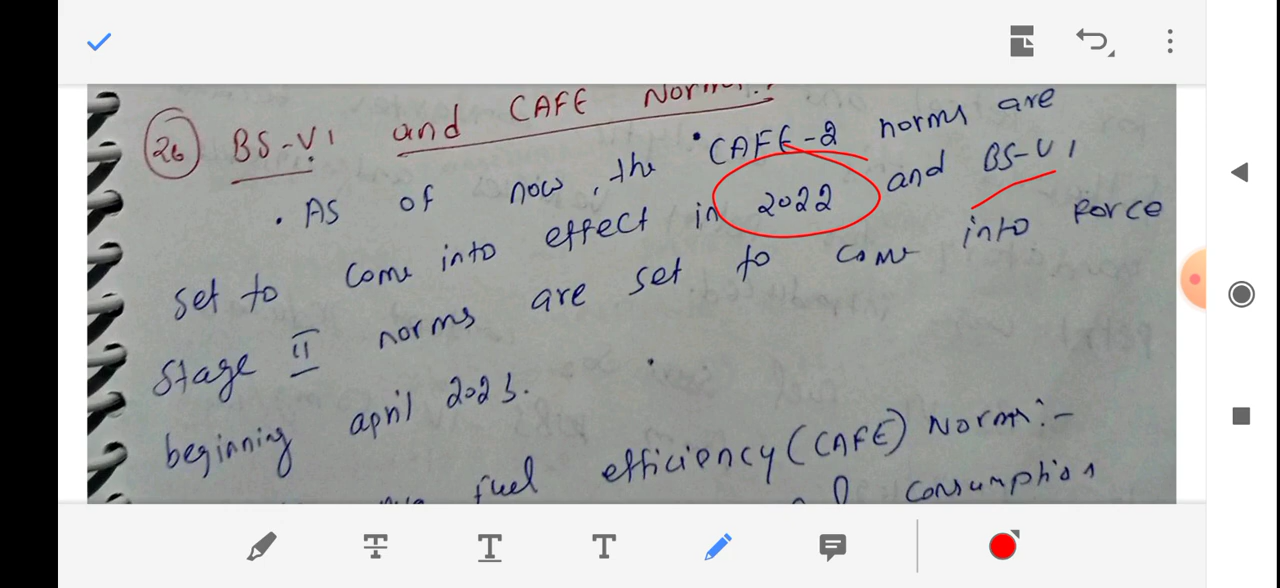 26 BS-VI and CAFE Norm:-
• As of now, the CAFE-2 norms are
set to come into effect in 2022 and BS-VI
Stage II norms are set to come into force
beginning april 2023.
fuel efficiency (CAFE) Norm:-
consumption
T T T